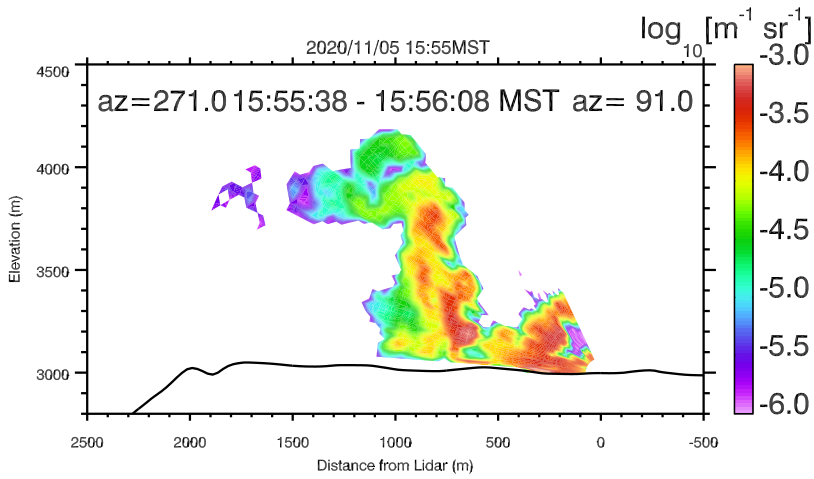 log10 [m-1 sr-1]
2020/11/05 15:55MST
az=271.0 15:55:38 - 15:56:08 MST az= 91.0
4500
4000
3500
3000
Elevation (m)
2500 2000 1500 1000 500 0 -500
Distance from Lidar (m)
-3.0
-3.5
-4.0
-4.5
-5.0
-5.5
-6.0